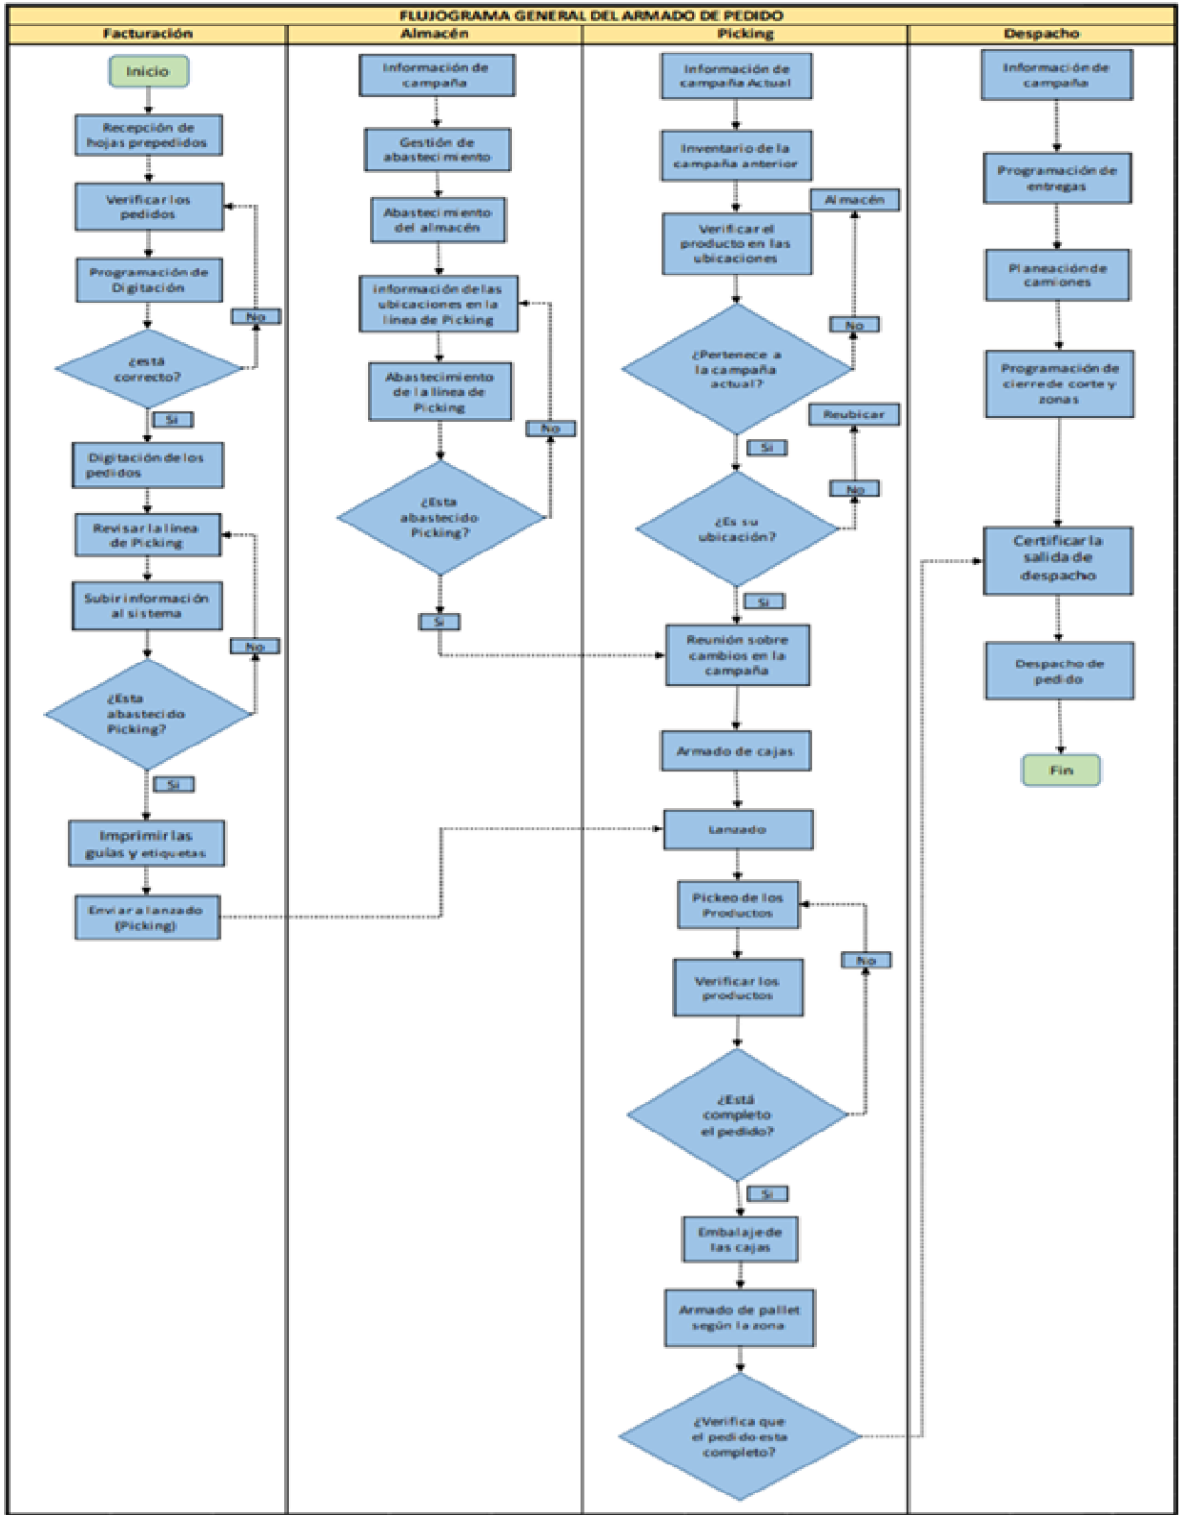 FLUJOGRAMA GENERAL DEL ARMADO DE PEDIDO
Facturación
Almacén
Picking
Despacho
Inicio
Recepción de
hojas prepedidos
Verificar los
pedidos
Programación de
Digitación
No
¿está
correcto?
Si
Digitación de los
pedidos
Revisar la línea
de Picking
Subir información
al sistema
No
¿Esta
abastecido
Picking?
Si
Imprimir las
guías y etiquetas
Enviar a lanzado
(Picking)
Información de
campaña
Gestión de
abastecimiento
Abastecimiento
del almacén
Información de las
ubicaciones en la
línea de Picking
Abastecimiento
de la línea de
Picking
No
¿Esta
abastecido
Picking?
Si
Información de
campaña Actual
Inventario de la
campaña anterior
Almacén
Verificar el
producto en las
ubicaciones
No
¿Pertenece a
la campaña
actual?
Reubicar
Si
No
¿Es su
ubicación?
Si
Reunión sobre
cambios en la
campaña
Armado de cajas
Lanzado
Pickeo de los
Productos
No
Verificar los
productos
¿Está
completo
el pedido?
Si
Embalaje de
las cajas
Armado de pallet
según la zona
¿Verifica que
el pedido esta
completo?
Información de
campaña
Programación de
entregas
Planeación de
camiones
Programación de
cierre de corte y
zonas
Certificar la
salida de
despacho
Despacho de
pedido
Fin